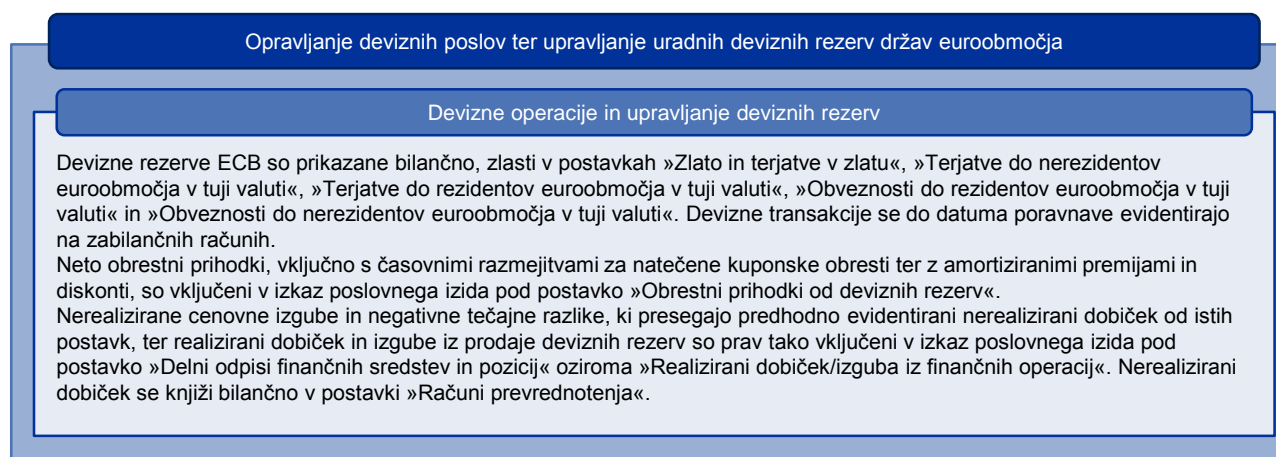 Opravljanje deviznih poslov ter upravljanje uradnih deviznih rezerv držav euroobmočja
Devizne operacije in upravljanje deviznih rezerv
Devizne rezerve ECB so prikazane bilančno, zlasti v postavkah »Zlato in terjatve v zlatu«, »Terjatve do nerezidentov
euroobmočja v tuji valuti«, »Terjatve do rezidentov euroobmočja v tuji valuti«, »Obveznosti do rezidentov euroobmočja v tuji
valuti« in »Obveznosti do nerezidentov euroobmočja v tuji valuti«. Devizne transakcije se do datuma poravnave evidentirajo
na zabilančnih računih.
Neto obrestni prihodki, vključno s časovnimi razmejitvami za natečene kuponske obresti ter z amortiziranimi premijami in
diskonti, so vključeni v izkaz poslovnega izida pod postavko »Obrestni prihodki od deviznih rezerv«.
Nerealizirane cenovne izgube in negativne tečajne razlike, ki presegajo predhodno evidentirani nerealizirani dobiček od istih
postavk, ter realizirani dobiček in izgube iz prodaje deviznih rezerv so prav tako vključeni v izkaz poslovnega izida pod
postavko »Delni odpisi finančnih sredstev in pozicij« oziroma »Realizirani dobiček/izguba iz finančnih operacij«. Nerealizirani
dobiček se knjiži bilančno v postavki »Računi prevrednotenja«.